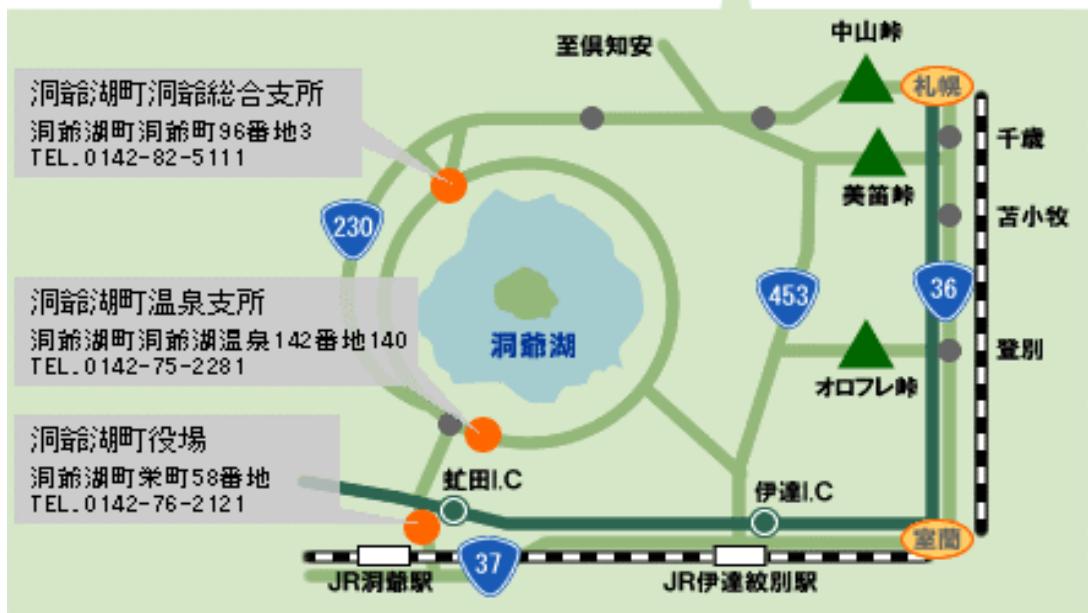 中山峠
至倶知安
札幌
洞爺湖町洞爺総合支所
洞爺湖町洞爺町96番地3
TEL.0142-82-5111
千歳
美笛峠
苫小牧
230
453
36
洞爺湖町温泉支所
洞爺湖町洞爺湖温泉142番地140
TEL.0142-75-2281
洞爺湖
登別
オロフレ峠
洞爺湖町役場
洞爺湖町栄町58番地
TEL.0142-76-2121
虻田I.C
伊達I.C
室蘭
37
JR洞爺駅
JR伊達紋別駅